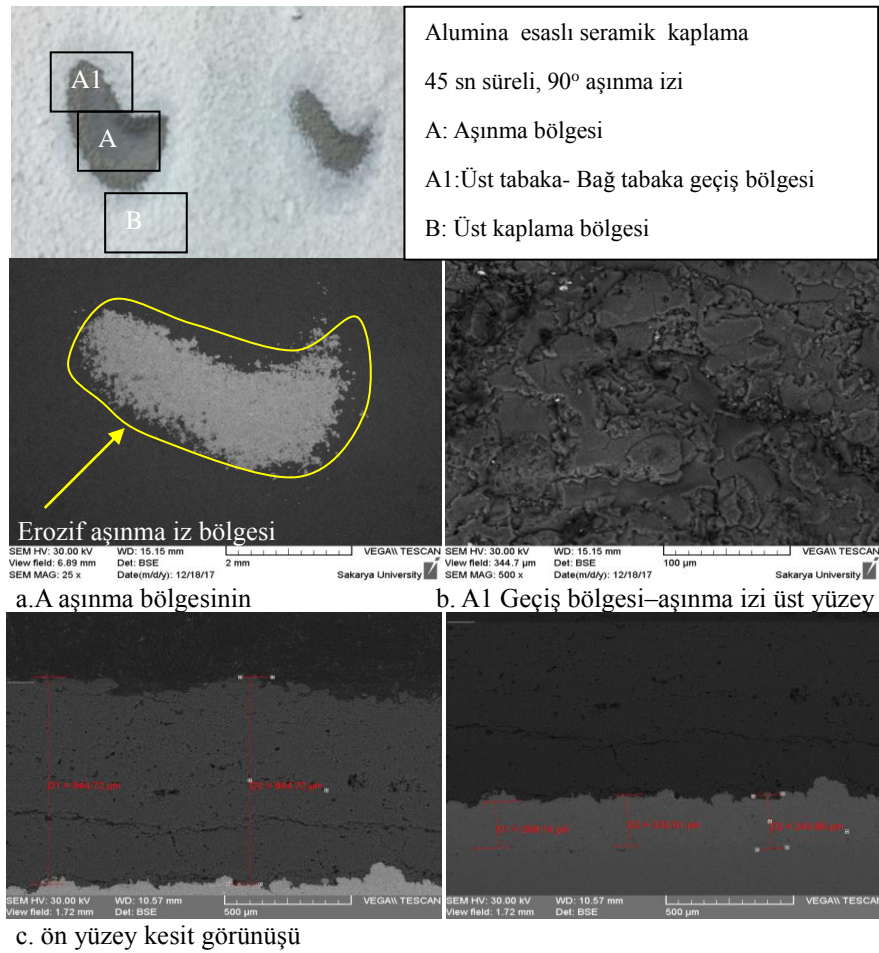 A1
A
B
Alumina esaslı seramik kaplama
45 sn süreli, 90° aşınma izi
A: Aşınma bölgesi
A1:Üst tabaka- Bağ tabaka geçiş bölgesi
B: Üst kaplama bölgesi
Erozif aşınma iz bölgesi
SEM HV: 30.00 kV WD: 15.15 mm VEGA\\ TESCAN
View field: 6.89 mm Det: BSE 2 mm
SEM MAG: 25 x Date(m/d/y): 12/18/17 Sakarya University
SEM HV: 30.00 kV WD: 15.15 mm VEGA\\ TESCAN
View field: 344.7 µm Det: BSE 100 µm
SEM MAG: 500 x Date(m/d/y): 12/18/17 Sakarya University
a.A aşınma bölgesinin
b. A1 Geçiş bölgesi–aşınma izi üst yüzey
SEM HV: 30.00 kV WD: 10.57 mm VEGA\\ TESCAN
View field: 1.72 mm Det: BSE 500 µm
SEM HV: 30.00 kV WD: 10.57 mm VEGA\\ TESCAN
View field: 1.72 mm Det: BSE 500 µm
c. ön yüzey kesit görünüşü